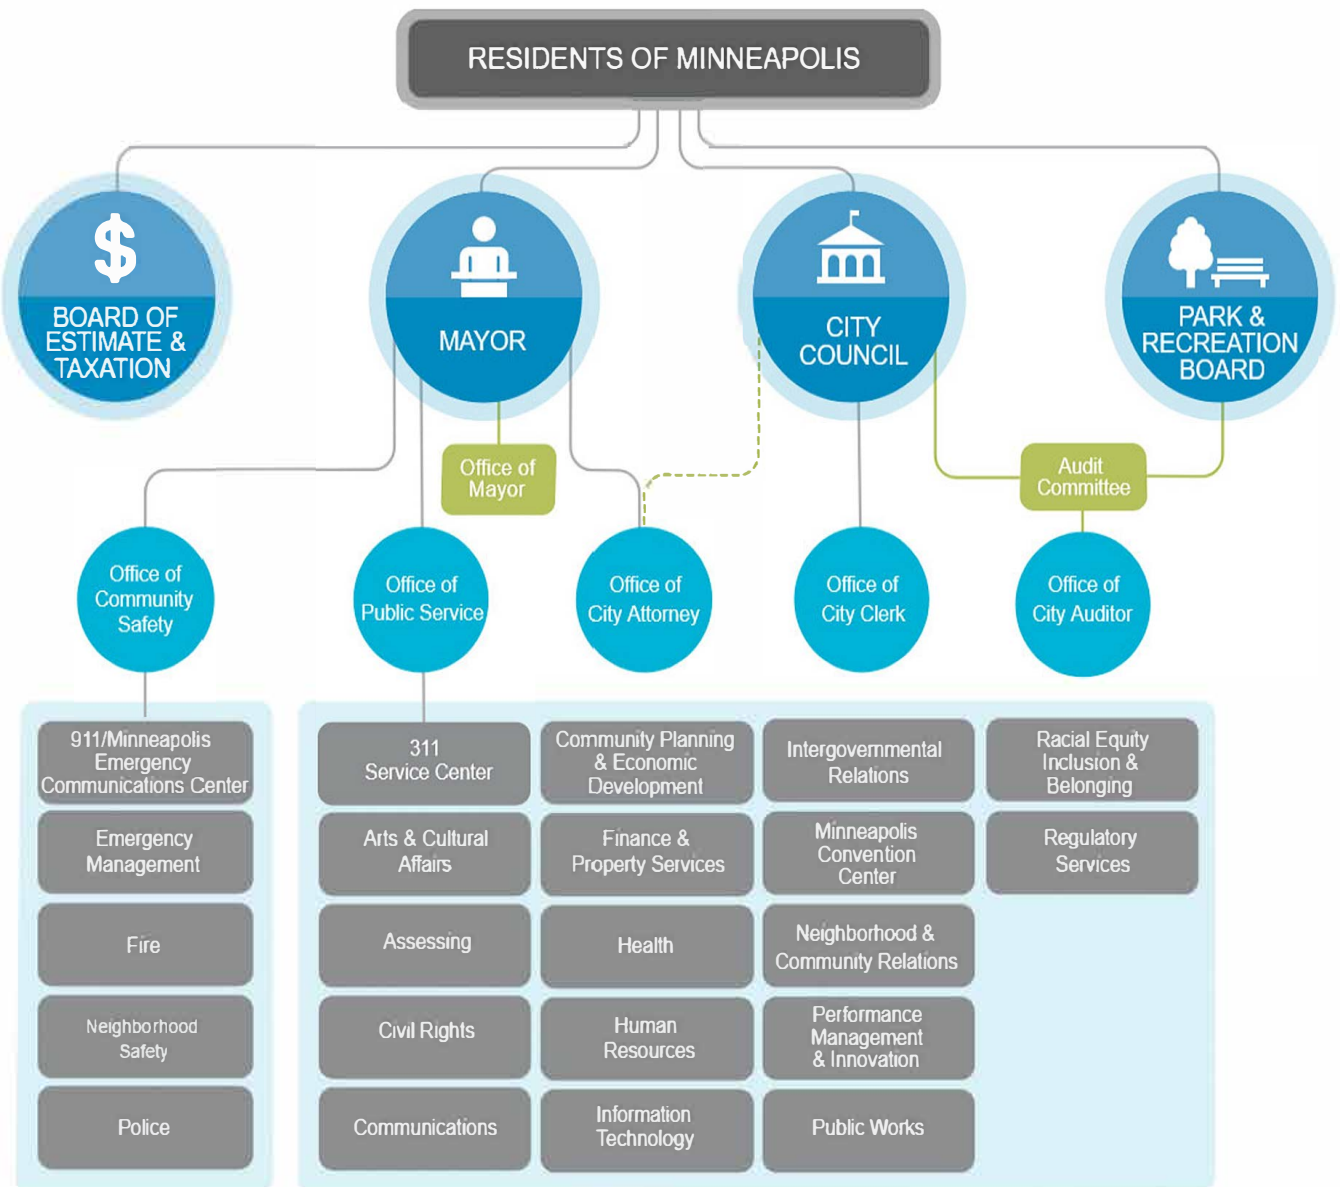 RESIDENTS OF MINNEAPOLIS
$
BOARD OF
ESTIMATE &
TAXATION
MAYOR
CITY
COUNCIL
PARK &
RECREATION
BOARD
Office of
Mayor
Audit
Committee
Office of
Community
Safety
Office of
Public Service
Office of
City Attorney
Office of
City Clerk
Office of
City Auditor
911/Minneapolis
Emergency
Communications Center
Emergency
Management
Fire
Neighborhood
Safety
Police
311
Service Center
Arts & Cultural
Affairs
Assessing
Civil Rights
Communications
Community Planning
& Economic
Development
Finance &
Property Services
Health
Human
Resources
Information
Technology
Intergovernmental
Relations
Minneapolis
Convention
Center
Neighborhood &
Community Relations
Performance
Management
& Innovation
Public Works
Racial Equity
Inclusion &
Belonging
Regulatory
Services